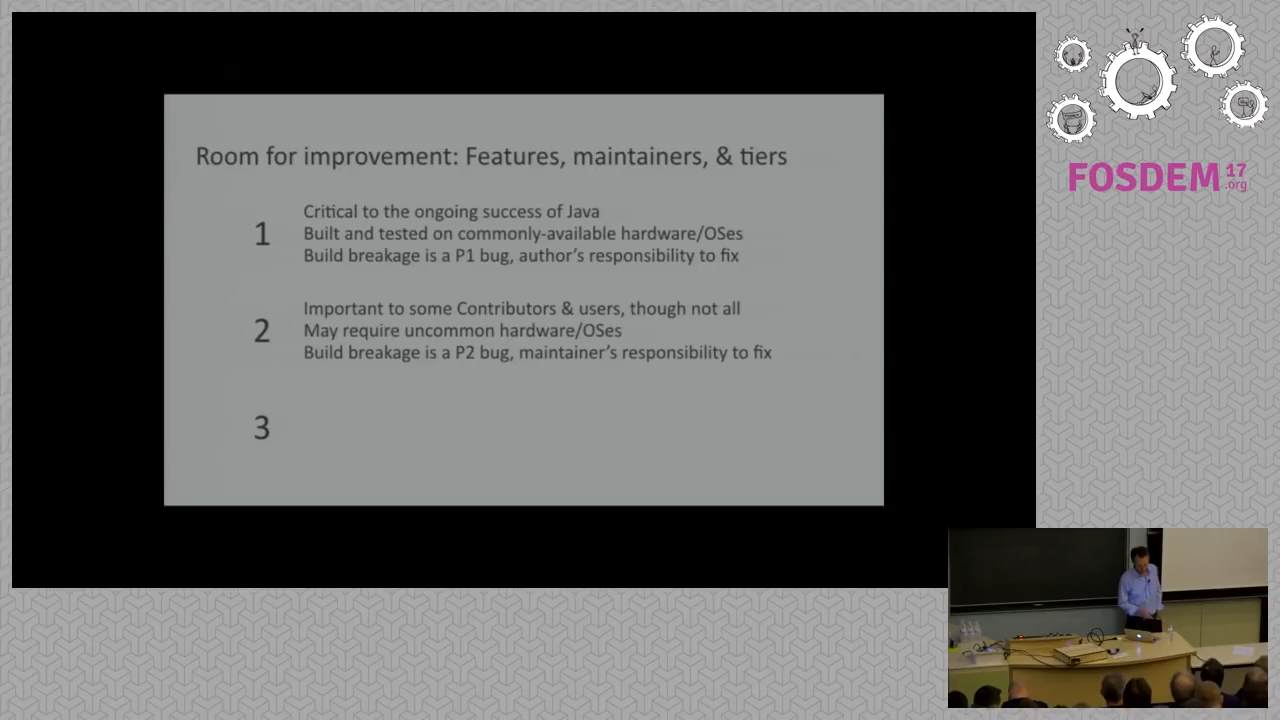 Room for improvement: Features, maintainers, & tiers
1
Critical to the ongoing success of Java
Built and tested on commonly-available hardware/OSes
Build breakage is a P1 bug, author's responsibility to fix
2
Important to some Contributors & users, though not all
May require uncommon hardware/OSes
Build breakage is a P2 bug, maintainer's responsibility to fix
3
FOSDEM 17
.org